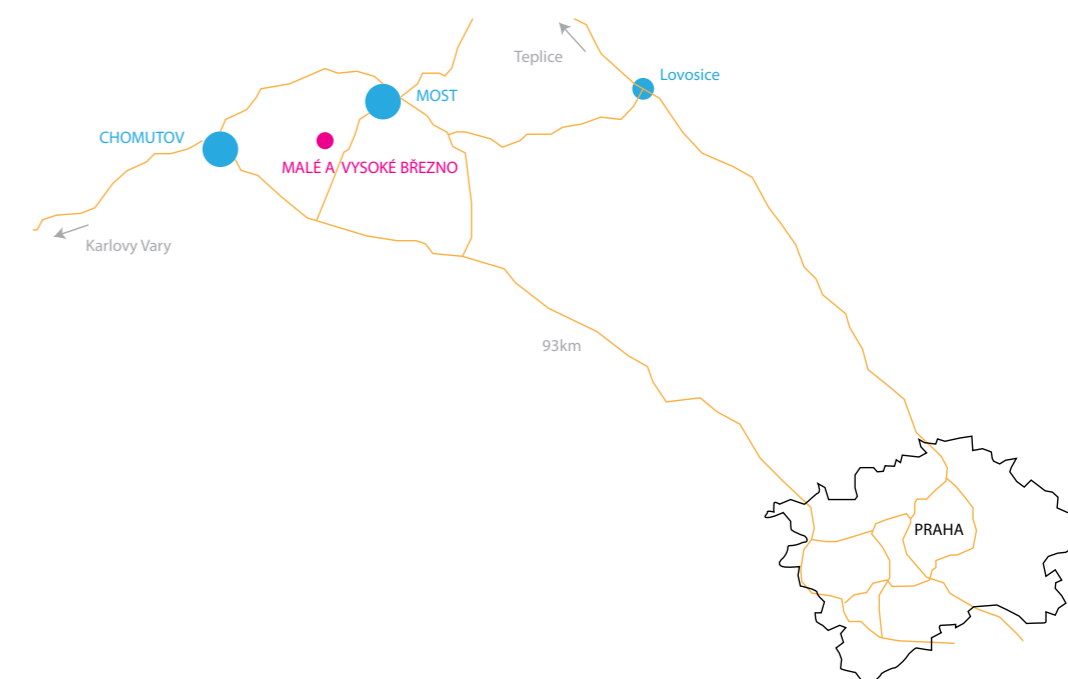 Teplice
Lovosice
MOST
CHOMUTOV
MALÉ A VYSOKÉ BŘEZNO
Karlovy Vary
93km
PRAHA